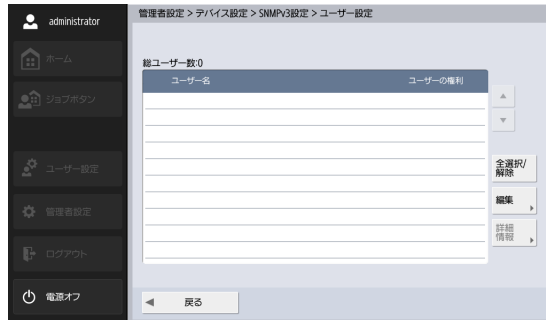 administrator
管理者設定 > デバイス設定 > SNMPv3設定 > ユーザー設定
ホーム
ジョブボタン
ユーザー設定
管理者設定
ログアウト
電源オフ
総ユーザー数:0
ユーザー名 ユーザーの権利
全選択/
解除
編集
詳細
情報
戻る